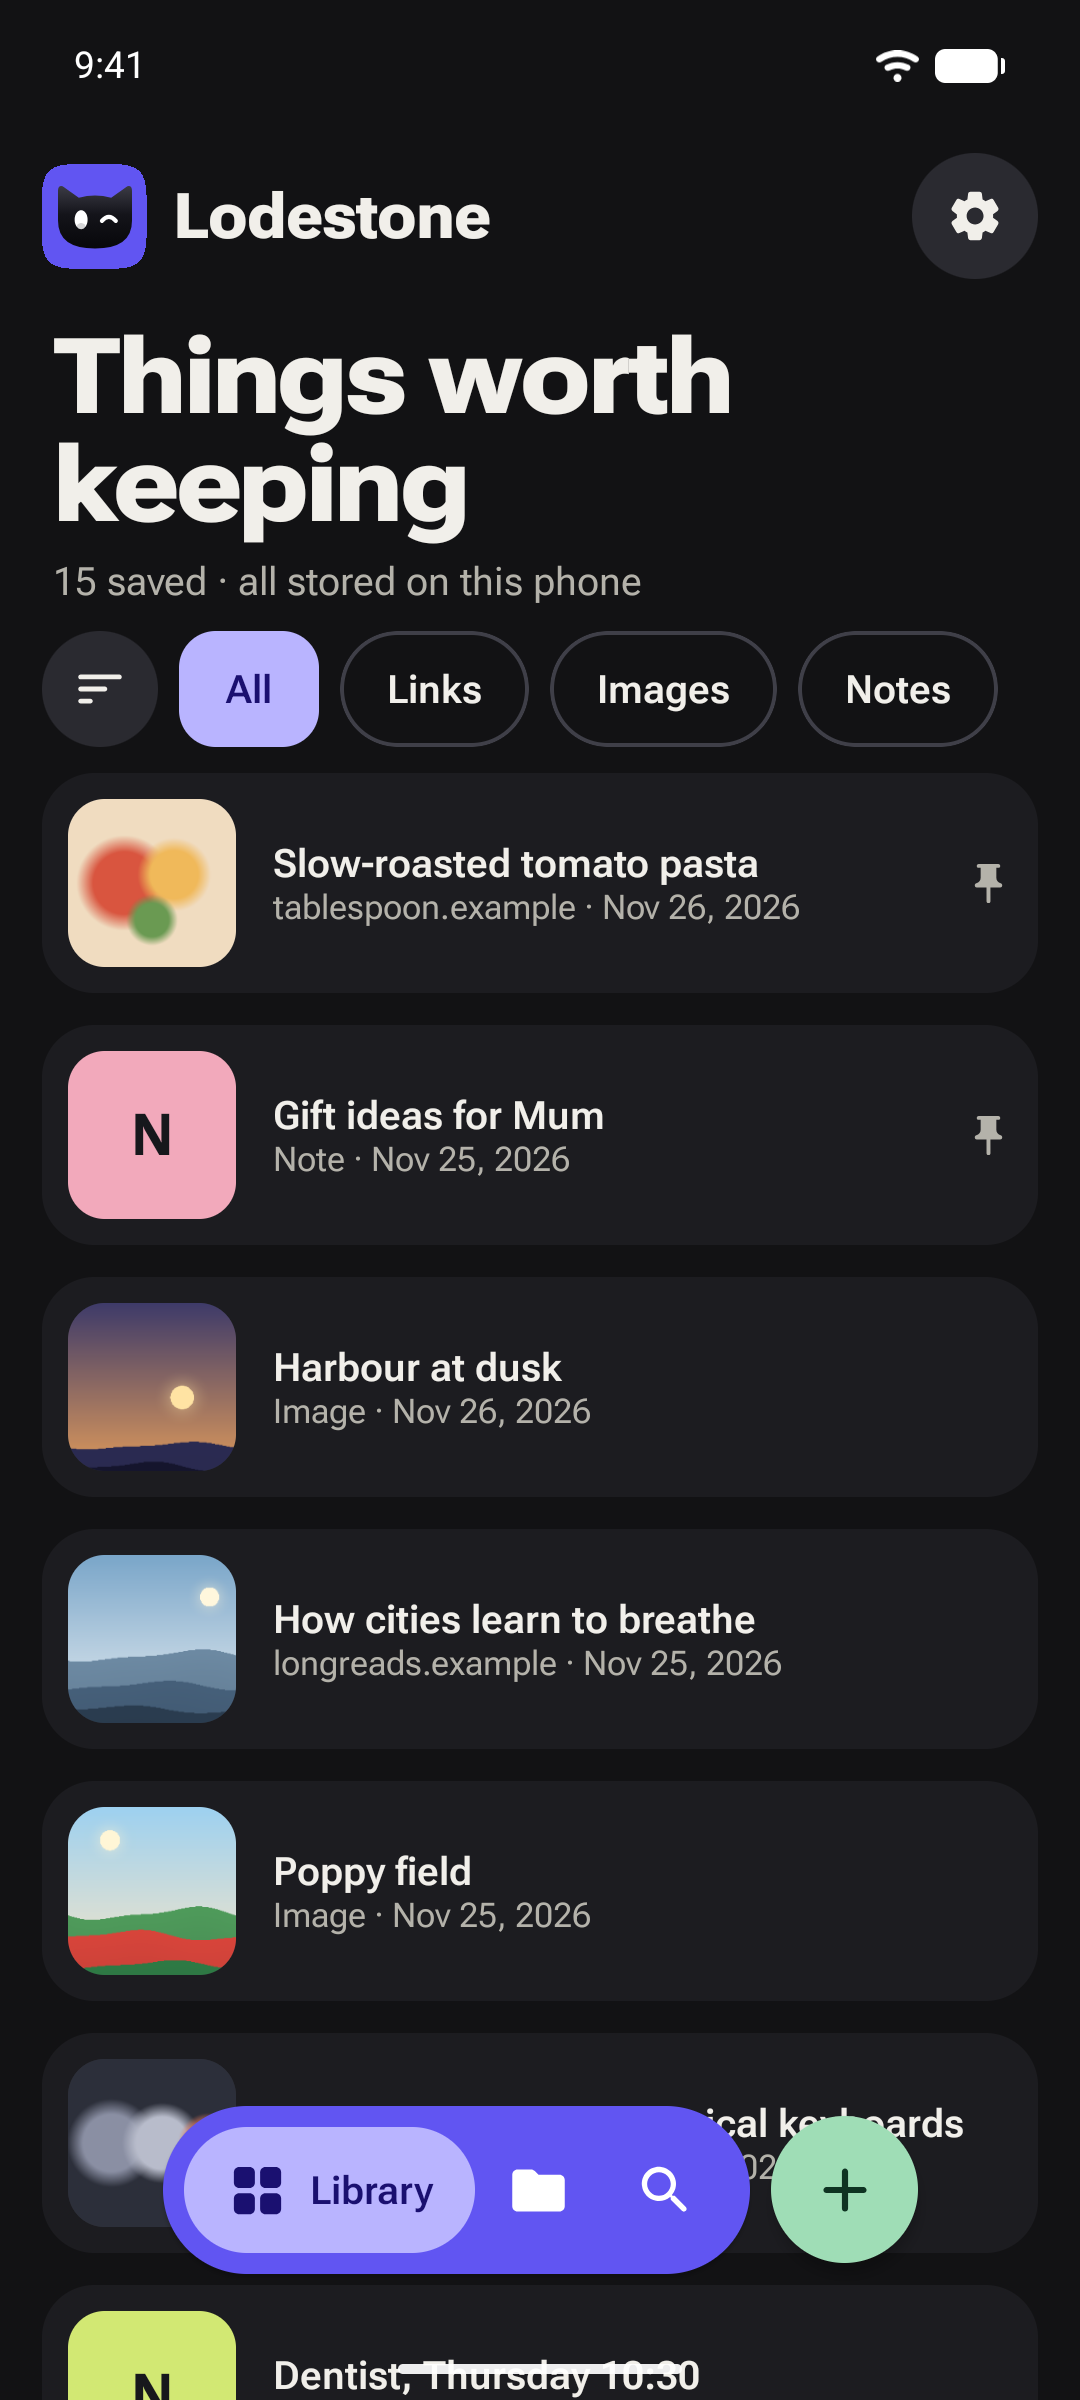 9:41
Lodestone
Things worth
keeping
15 saved · all stored on this phone
All
Links
Images
Notes
Slow-roasted tomato pasta
tablespoon.example · Nov 26, 2026
N
Gift ideas for Mum
Note · Nov 25, 2026
Harbour at dusk
Image · Nov 26, 2026
How cities learn to breathe
longreads.example · Nov 25, 2026
Poppy field
Image · Nov 25, 2026
Library
N
Dentist, Thursday 10:30